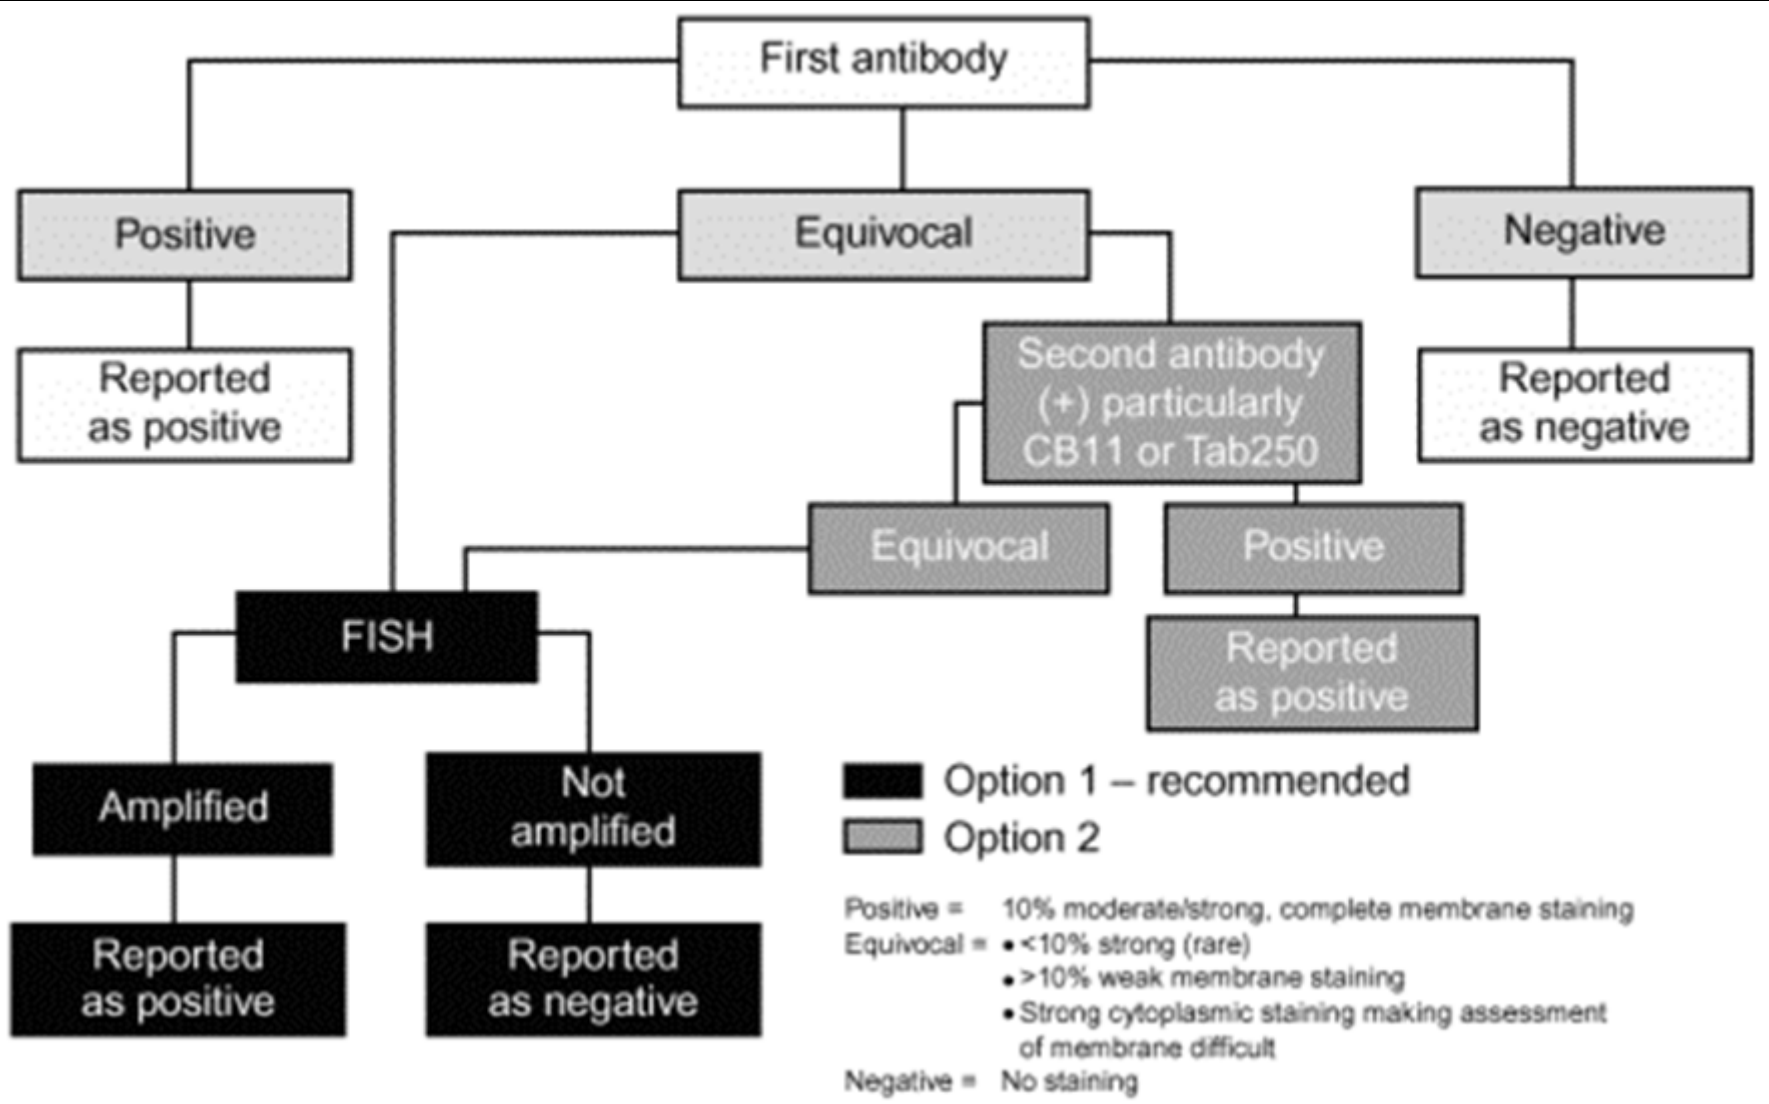 First antibody
Positive
Equivocal
Negative
Reported
as positive
Second antibody
(+) particularly
CB11 or Tab250
Reported
as negative
Equivocal
Positive
FISH
Reported
as positive
Amplified
Not
amplified
Reported
as positive
Reported
as negative
Option 1 – recommended
Option 2
Positive = 10% moderate/strong, complete membrane staining
Equivocal = • <10% strong (rare)
• >10% weak membrane staining
• Strong cytoplasmic staining making assessment
of membrane difficult
Negative = No staining